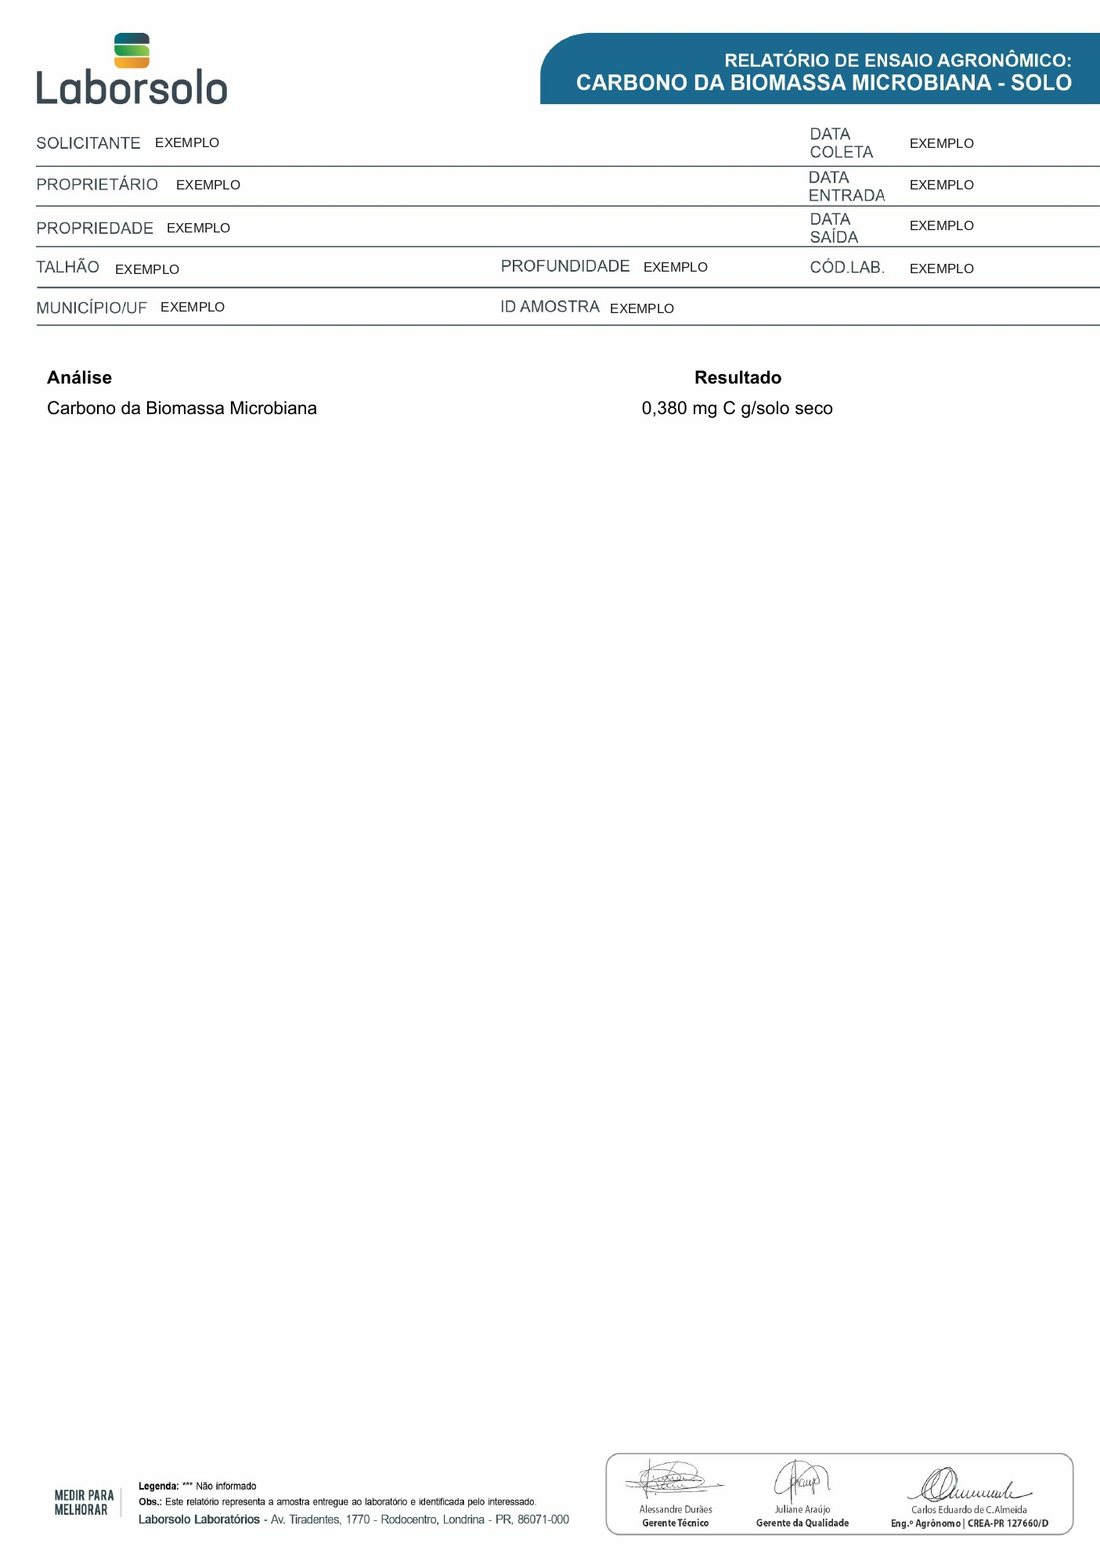 Laborsolo
RELATÓRIO DE ENSAIO AGRONÔMICO:
CARBONO DA BIOMASSA MICROBIANA - SOLO
SOLICITANTE EXEMPLO
DATA COLETA EXEMPLO
PROPRIETÁRIO EXEMPLO
DATA ENTRADA EXEMPLO
PROPRIEDADE EXEMPLO
DATA SAÍDA EXEMPLO
TALHÃO EXEMPLO
PROFUNDIDADE EXEMPLO
CÓD.LAB. EXEMPLO
MUNICÍPIO/UF EXEMPLO
ID AMOSTRA EXEMPLO
Análise Resultado
Carbono da Biomassa Microbiana 0,380 mg C g/solo seco
MEDIR PARA
MELHORAR
Legenda: *** Não informado
Obs.: Este relatório representa a amostra entregue ao laboratório e identificada pelo interessado.
Laborsolo Laboratórios - Av. Tiradentes, 1770 - Rodocentro, Londrina - PR, 86071-000
Alessandre Durães
Gerente Técnico
Juliane Araújo
Gerente da Qualidade
Carlos Eduardo de C.Almeida
Eng.º Agrônomo | CREA-PR 127660/D